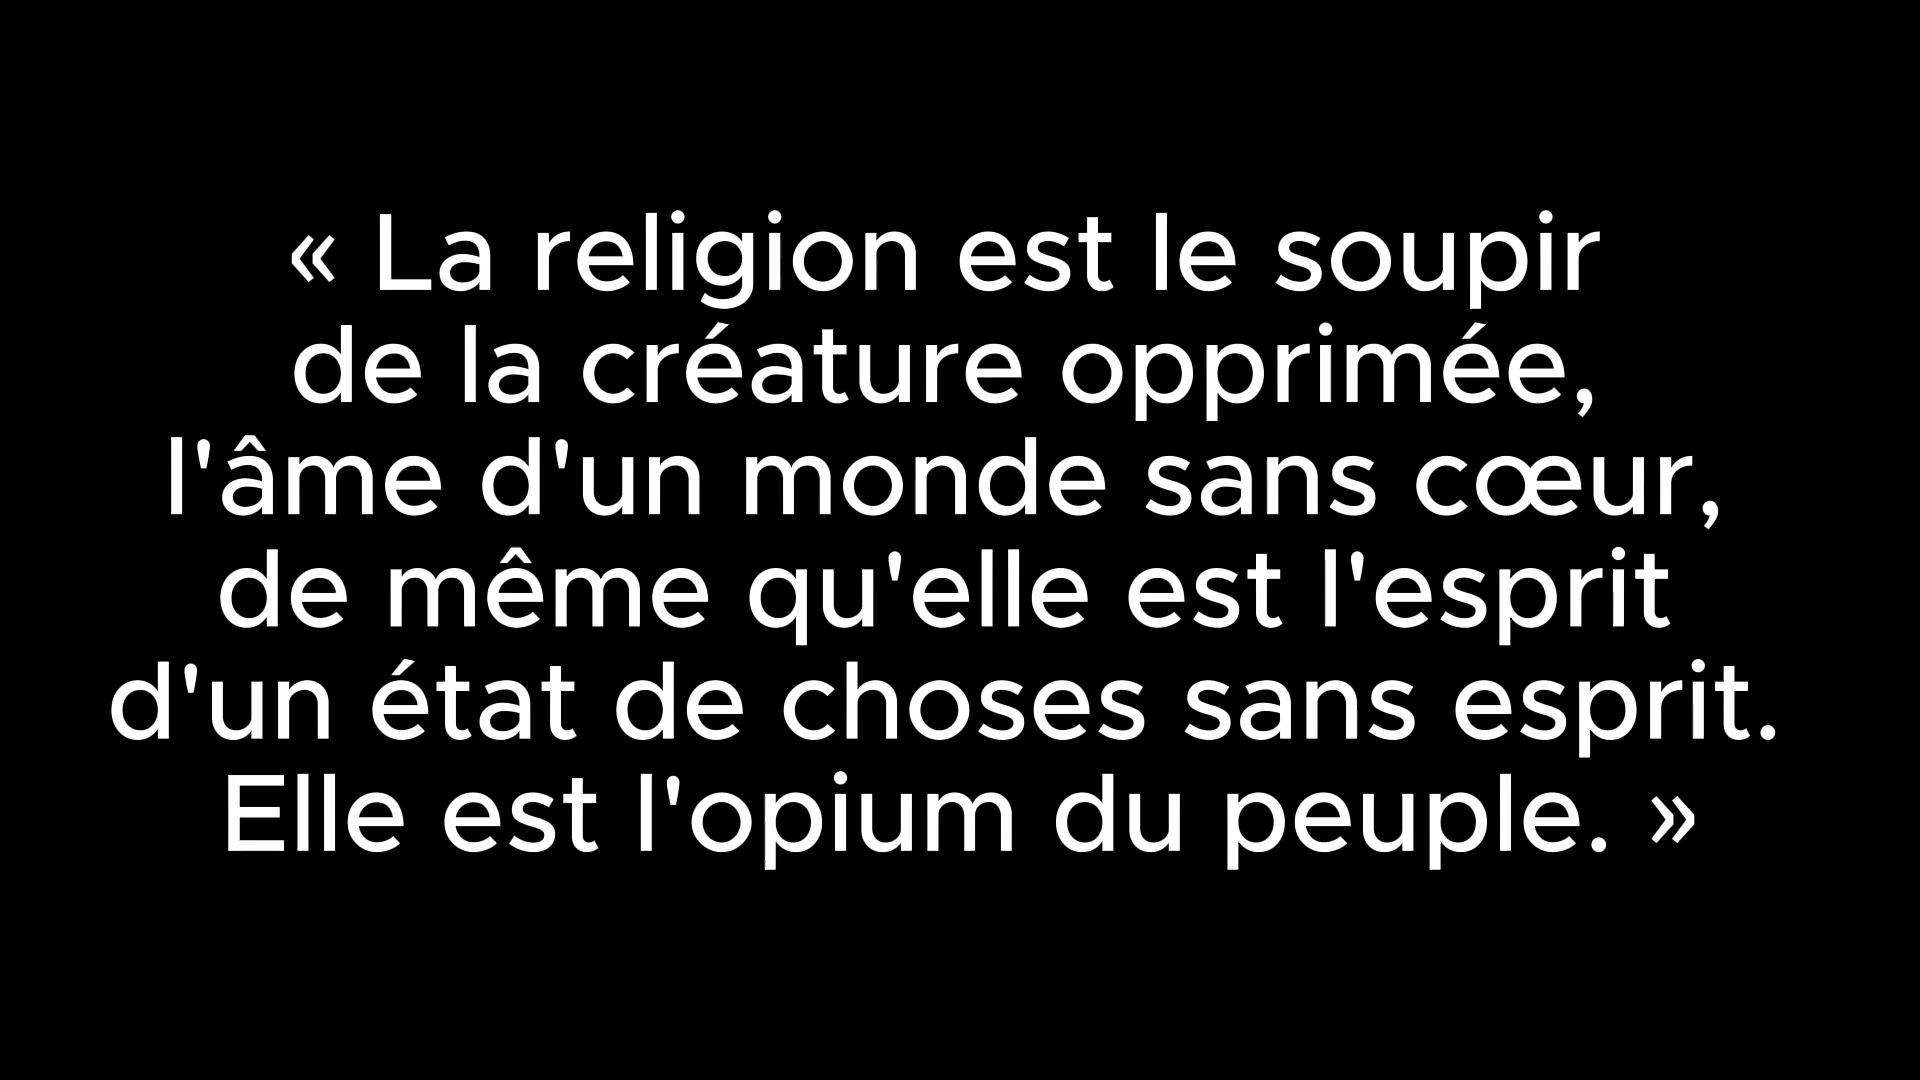 « La religion est le soupir
de la créature opprimée,
l'âme d'un monde sans cœur,
de même qu'elle est l'esprit
d'un état de choses sans esprit.
Elle est l'opium du peuple. »